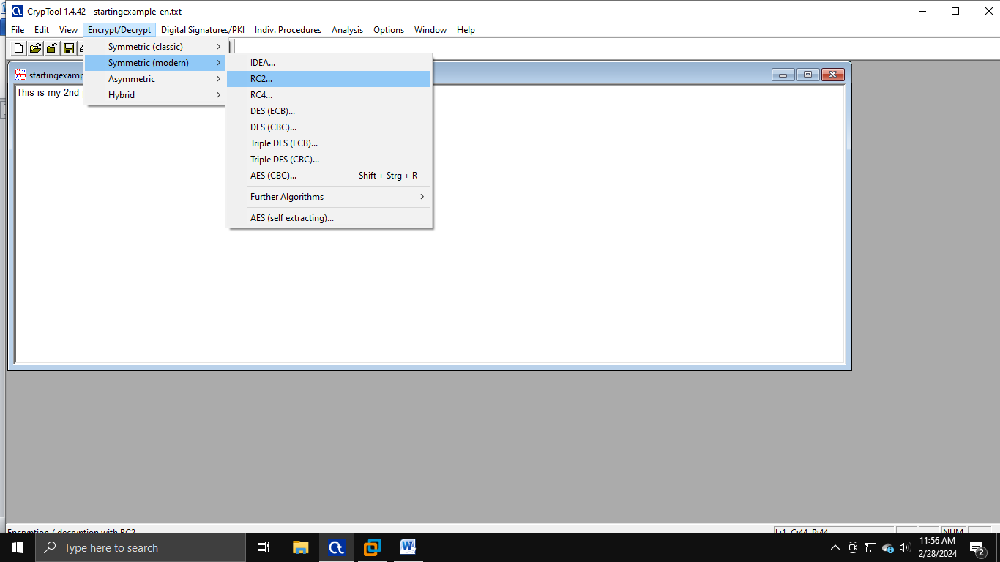 CrypTool 1.4.42 - startingexample-en.txt
File Edit View Encrypt/Decrypt Digital Signatures/PKI Indiv. Procedures Analysis Options Window Help
Symmetric (classic)
Symmetric (modern)
Asymmetric
Hybrid
IDEA...
RC2...
RC4...
DES (ECB)...
DES (CBC)...
Triple DES (ECB)...
Triple DES (CBC)...
AES (CBC)... Shift + Strg + R
Further Algorithms
AES (self extracting)...
startingexamp
This is my 2nd
Encryption / decryption with RC2
L:1 C:44 P:44
NUM
Type here to search
11:56 AM
2/28/2024
2